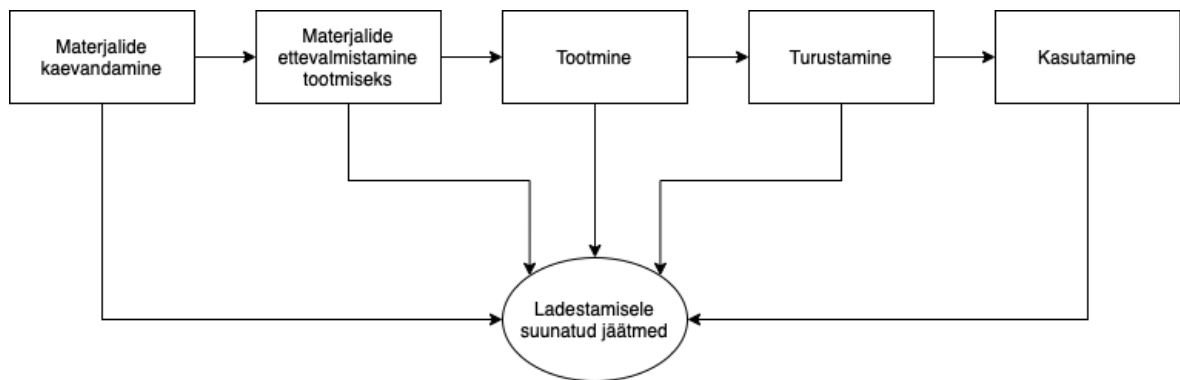 Materjalide
kaevandamine
Materjalide
ettevalmistamine
tootmiseks
Tootmine
Turustamine
Kasutamine
Ladestamisele
suunatud jäätmed